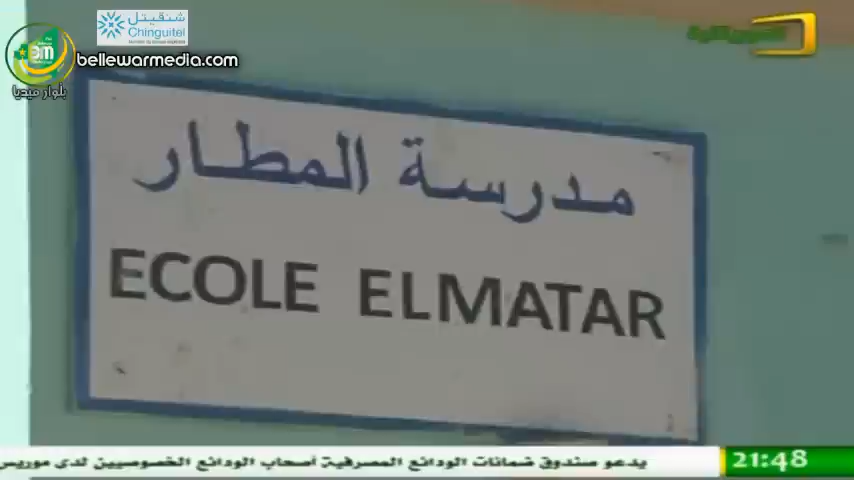 شنقيتل
Chinguitel
bellewarmedia.com
بلوار ميديا
الموريتانية
مدرسة المطار
ECOLE ELMATAR
يدعو صندوق ضمانات الودائع المصرفية أصحاب الودائع الخصوصيين لدى موريس
21:48